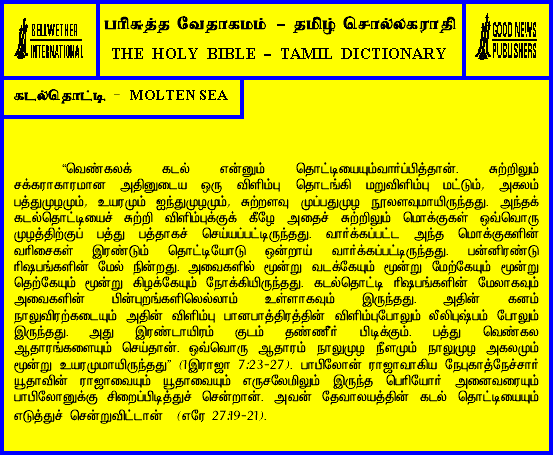 BELLWETHER
INTERNATIONAL
பரிசுத்த வேதாகமம் – தமிழ் சொல்லகராதி
THE HOLY BIBLE – TAMIL DICTIONARY
GOOD NEWS
PUBLISHERS
கடல்தொட்டி - MOLTEN SEA
“வெண்கலக் கடல் என்னும் தொட்டியையும்வார்ப்பித்தான். சுற்றிலும்
சக்கராகாரமான அதினுடைய ஒரு விளிம்பு தொடங்கி மறுவிளிம்பு மட்டும், அகலம்
பத்துமுழமும், உயரமும் ஐந்துமுழமும், சுற்றளவு முப்பதுமுழ நூலளவுமாயிருந்தது. அந்தக்
கடல்தொட்டியைச் சுற்றி விளிம்புக்குக் கீழே அதைச் சுற்றிலும் மொக்குகள் ஒவ்வொரு
முழத்திற்குப் பத்து பத்தாகச் செய்யப்பட்டிருந்தது. வார்க்கப்பட்ட அந்த மொக்குகளின்
வரிசைகள் இரண்டும் தொட்டியோடு ஒன்றாய் வார்க்கபட்டிருந்தது. பன்னிரண்டு
ரிஷபங்களின் மேல் நின்றது. அவைகளில் மூன்று வடக்கேயும் மூன்று மேற்கேயும் மூன்று
தெற்கேயும் மூன்று கிழக்கேயும் நோக்கியிருந்தது. கடல்தொட்டி ரிஷபங்களின் மேலாகவும்
அவைகளின் பின்புறங்களிலெல்லாம் உள்ளாகவும் இருந்தது. அதின் கனம்
நாலுவிரற்கடையும் அதின் விளிம்பு பானபாத்திரத்தின் விளிம்புபோலும் லீலிபுஷ்பம் போலும்
இருந்தது. அது இரண்டாயிரம் குடம் தண்ணீர் பிடிக்கும். பத்து வெண்கல
ஆதாரங்களையும் செய்தான். ஒவ்வொரு ஆதாரம் நாலுமுழ நீளமும் நாலுமுழ அகலமும்
மூன்று உயரமுமாயிருந்தது” (1இராஜா 7:23-27). பாபிலோன் ராஜாவாகிய நேபுகாத்நேச்சார்
யூதாவின் ராஜாவையும் யூதாவையும் எருசலேமிலும் இருந்த பெரியோர் அனைவரையும்
பாபிலோனுக்கு சிறைப்பிடித்துச் சென்றான். அவன் தேவாலயத்தின் கடல் தொட்டியையும்
எடுத்துச் சென்றுவிட்டான் (எரே 27:19-21).